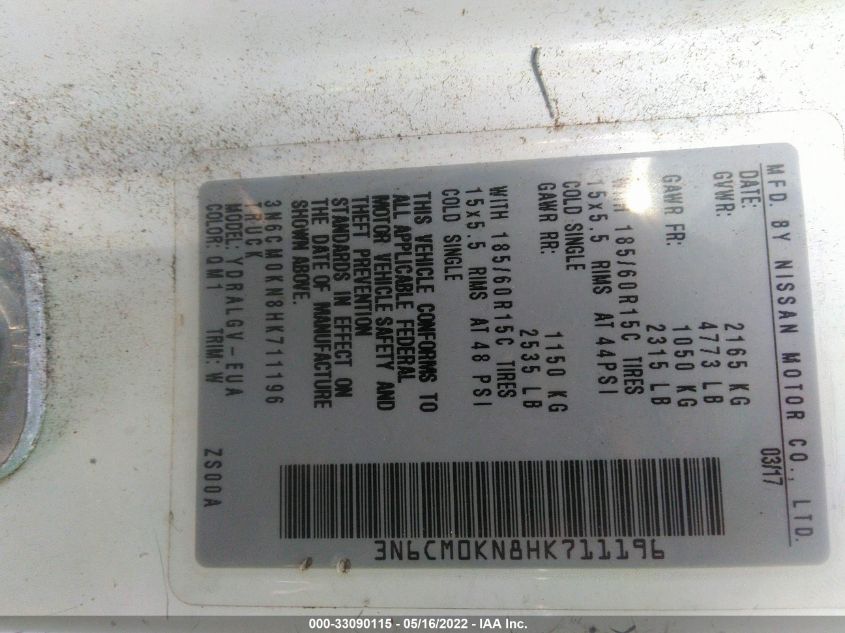 MFD. BY NISSAN MOTOR CO., LTD.
DATE: 03/17
GVWR: 2165 KG
4773 LB
GAWR FR: 1050 KG
2315 LB
WITH 185/60R15C TIRES
15x5.5 RIMS AT 44PSI
COLD SINGLE
GAWR RR: 1150 KG
2535 LB
WITH 185/60R15C TIRES
15x5.5 RIMS AT 48 PSI
COLD SINGLE
THIS VEHICLE CONFORMS TO
ALL APPLICABLE FEDERAL
MOTOR VEHICLE SAFETY AND
THEFT PREVENTION
STANDARDS IN EFFECT ON
THE DATE OF MANUFACTURE
SHOWN ABOVE.
3N6CM0KN8HK711196
TRUCK
MODEL: YDRALGV-EUA
COLOR: QM1 TRIM: W ZS00A
3N6CM0KN8HK711196
000-33090115 - 05/16/2022 - IAA Inc.